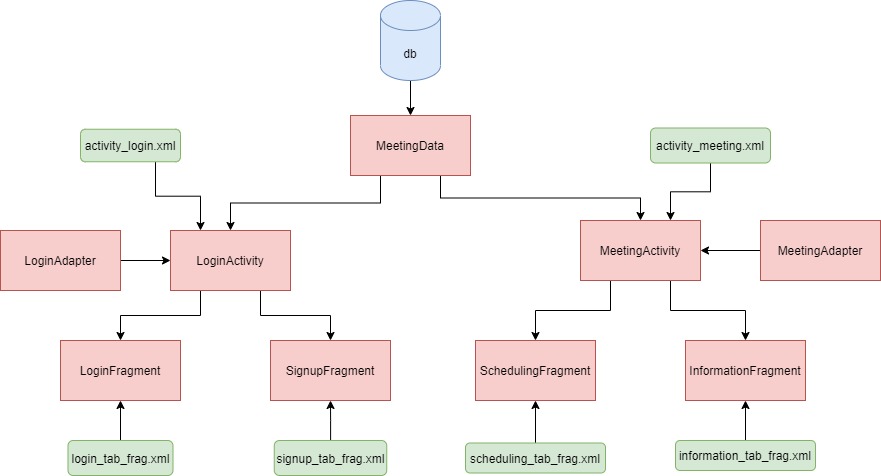 db
MeetingData
activity_login.xml
activity_meeting.xml
LoginAdapter
LoginActivity
MeetingActivity
MeetingAdapter
LoginFragment
SignupFragment
SchedulingFragment
InformationFragment
login_tab_frag.xml
signup_tab_frag.xml
scheduling_tab_frag.xml
information_tab_frag.xml